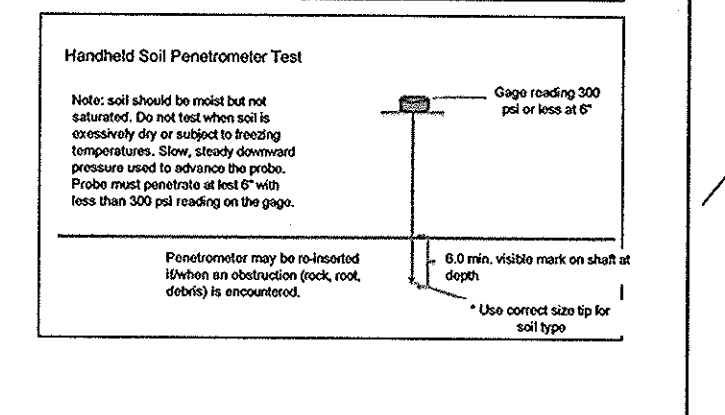 Handheld Soil Penetrometer Test
Note: soil should be moist but not
saturated. Do not test when soil is
exessively dry or subject to freezing
temperatures. Slow, steady downward
pressure used to advance the probe.
Probe must penetrate at lest 6" with
less than 300 psi reading on the gage.
Gage reading 300
psi or less at 6"
Penetrometer may be re-inserted
if/when an obstruction (rock, root,
debris) is encountered.
6.0 min. visible mark on shaft at
depth
* Use correct size tip for
soil type